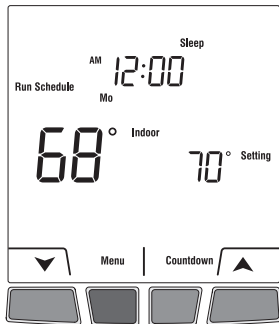 Sleep
AM 12:00
Run Schedule
Mo
68° Indoor
70° Setting
Menu Countdown